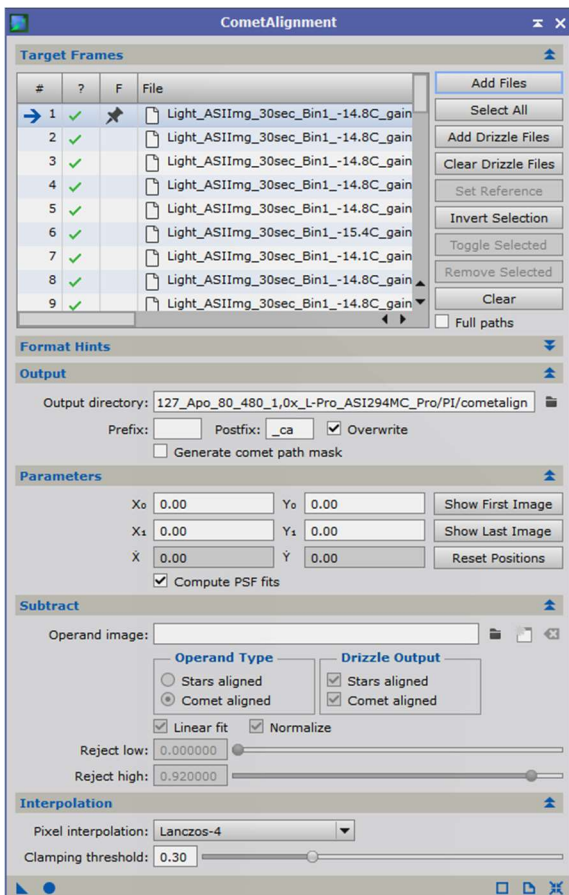 CometAlignment
Target Frames
# ? F File
1 Light_ASIImg_30sec_Bin1_-14.8C_gain
2 Light_ASIImg_30sec_Bin1_-14.8C_gain
3 Light_ASIImg_30sec_Bin1_-14.8C_gain
4 Light_ASIImg_30sec_Bin1_-14.8C_gain
5 Light_ASIImg_30sec_Bin1_-14.8C_gain
6 Light_ASIImg_30sec_Bin1_-15.4C_gain
7 Light_ASIImg_30sec_Bin1_-14.1C_gain
8 Light_ASIImg_30sec_Bin1_-14.8C_gain
9 Light_ASIImg_30sec_Bin1_-14.8C_gain
Add Files
Select All
Add Drizzle Files
Clear Drizzle Files
Set Reference
Invert Selection
Toggle Selected
Remove Selected
Clear
Full paths
Format Hints
Output
Output directory: 127_Apo_80_480_1,0x_L-Pro_ASI294MC_Pro/PI/cometalign
Prefix: Postfix: _ca Overwrite
Generate comet path mask
Parameters
X₀ 0.00 Y₀ 0.00 Show First Image
X₁ 0.00 Y₁ 0.00 Show Last Image
Ẋ 0.00 Ẏ 0.00 Reset Positions
Compute PSF fits
Subtract
Operand image:
Operand Type Drizzle Output
Stars aligned Stars aligned
Comet aligned Comet aligned
Linear fit Normalize
Reject low: 0.000000
Reject high: 0.920000
Interpolation
Pixel interpolation: Lanczos-4
Clamping threshold: 0.30